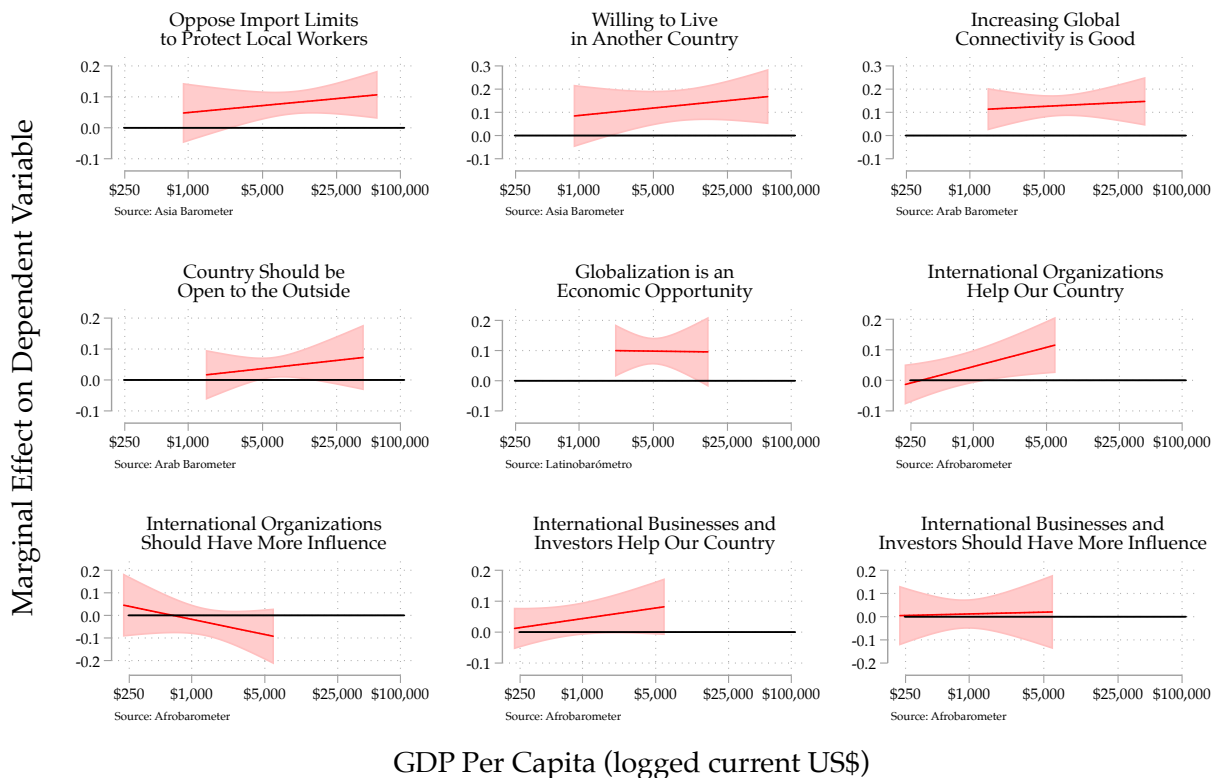 Marginal Effect on Dependent Variable
Oppose Import Limits
to Protect Local Workers
0.2
0.1
0.0
-0.1
$250 $1,000 $5,000 $25,000 $100,000
Source: Asia Barometer
Willing to Live
in Another Country
0.3
0.2
0.1
0.0
-0.1
$250 $1,000 $5,000 $25,000 $100,000
Source: Asia Barometer
Increasing Global
Connectivity is Good
0.3
0.2
0.1
0.0
-0.1
$250 $1,000 $5,000 $25,000 $100,000
Source: Arab Barometer
Country Should be
Open to the Outside
0.2
0.1
0.0
-0.1
$250 $1,000 $5,000 $25,000 $100,000
Source: Arab Barometer
Globalization is an
Economic Opportunity
0.2
0.1
0.0
-0.1
$250 $1,000 $5,000 $25,000 $100,000
Source: Latinobarómetro
International Organizations
Help Our Country
0.2
0.1
0.0
-0.1
$250 $1,000 $5,000 $25,000 $100,000
Source: Afrobarometer
International Organizations
Should Have More Influence
0.2
0.1
0.0
-0.1
-0.2
$250 $1,000 $5,000 $25,000 $100,000
Source: Afrobarometer
International Businesses and
Investors Help Our Country
0.2
0.1
0.0
-0.1
$250 $1,000 $5,000 $25,000 $100,000
Source: Afrobarometer
International Businesses and
Investors Should Have More Influence
0.2
0.1
0.0
-0.1
-0.2
$250 $1,000 $5,000 $25,000 $100,000
Source: Afrobarometer
GDP Per Capita (logged current US$)